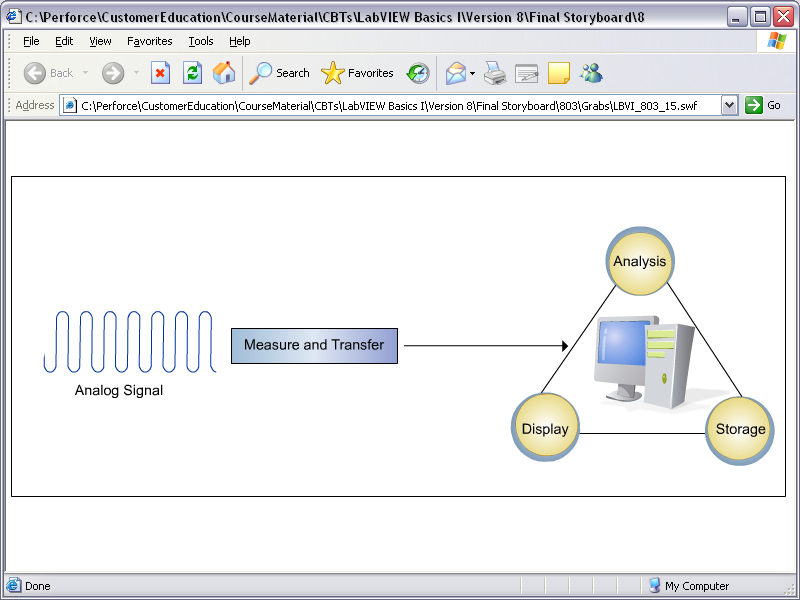 C:\Perforce\CustomerEducation\CourseMaterial\CBTs\LabVIEW Basics I\Version 8\Final Storyboard\8
File Edit View Favorites Tools Help
Back Search Favorites
Address C:\Perforce\CustomerEducation\CourseMaterial\CBTs\LabVIEW Basics I\Version 8\Final Storyboard\803\Grabs\LBVI_803_15.swf Go
Analysis
Measure and Transfer
Analog Signal
Display
Storage
Done My Computer